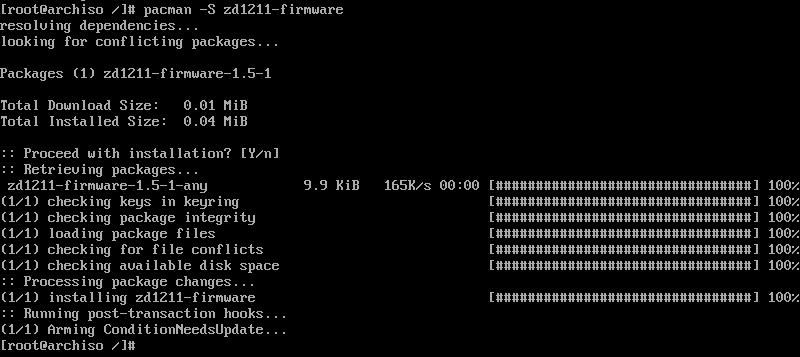 [root@archiso /]# pacman -S zd1211-firmware
resolving dependencies...
looking for conflicting packages...
Packages (1) zd1211-firmware-1.5-1
Total Download Size:   0.01 MiB
Total Installed Size:  0.04 MiB
:: Proceed with installation? [Y/n]
:: Retrieving packages...
 zd1211-firmware-1.5-1-any            9.9 KiB   165K/s 00:00 [################################] 100%
(1/1) checking keys in keyring                               [################################] 100%
(1/1) checking package integrity                             [################################] 100%
(1/1) loading package files                                  [################################] 100%
(1/1) checking for file conflicts                            [################################] 100%
(1/1) checking available disk space                          [################################] 100%
:: Processing package changes...
(1/1) installing zd1211-firmware                             [################################] 100%
:: Running post-transaction hooks...
(1/1) Arming ConditionNeedsUpdate...
[root@archiso /]#